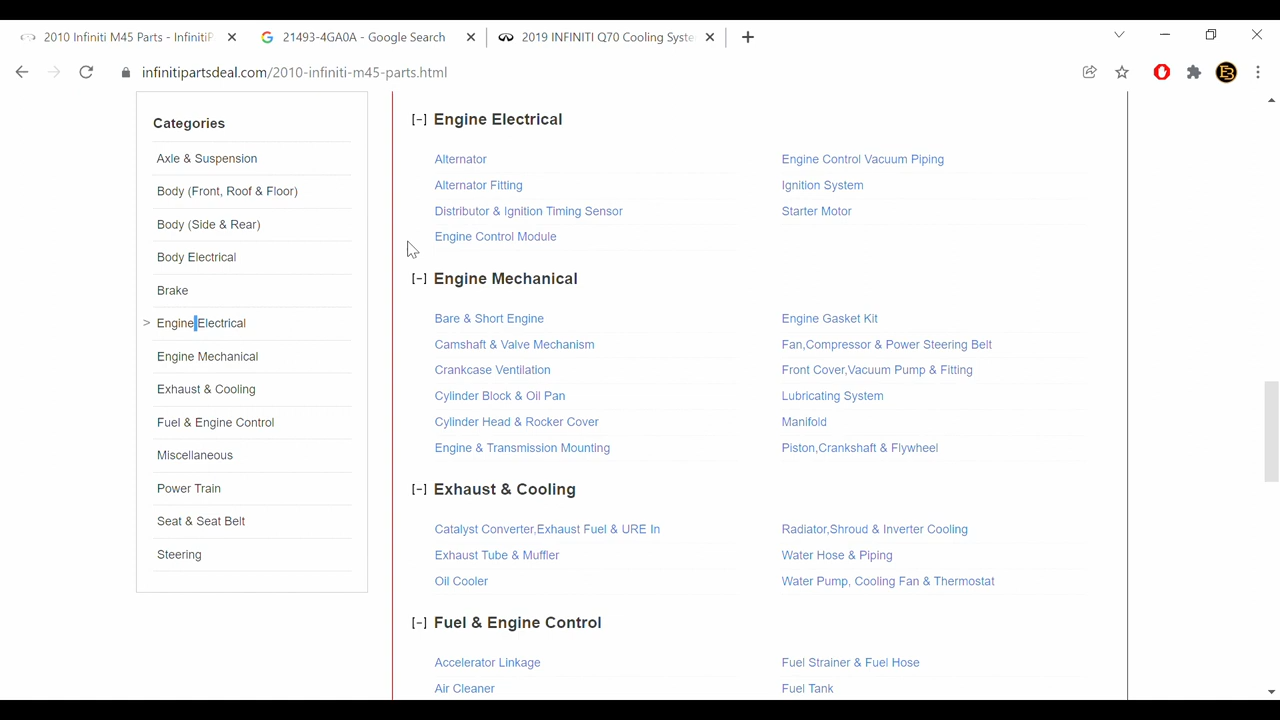 2010 Infiniti M45 Parts - InfinitiP
21493-4GA0A - Google Search
2019 INFINITI Q70 Cooling Syste
infinitipartsdeal.com/2010-infiniti-m45-parts.html
Categories
Axle & Suspension
Body (Front, Roof & Floor)
Body (Side & Rear)
Body Electrical
Brake
> Engine Electrical
Engine Mechanical
Exhaust & Cooling
Fuel & Engine Control
Miscellaneous
Power Train
Seat & Seat Belt
Steering
[-] Engine Electrical
Alternator
Alternator Fitting
Distributor & Ignition Timing Sensor
Engine Control Module
Engine Control Vacuum Piping
Ignition System
Starter Motor
[-] Engine Mechanical
Bare & Short Engine
Camshaft & Valve Mechanism
Crankcase Ventilation
Cylinder Block & Oil Pan
Cylinder Head & Rocker Cover
Engine & Transmission Mounting
Engine Gasket Kit
Fan,Compressor & Power Steering Belt
Front Cover,Vacuum Pump & Fitting
Lubricating System
Manifold
Piston,Crankshaft & Flywheel
[-] Exhaust & Cooling
Catalyst Converter,Exhaust Fuel & URE In
Exhaust Tube & Muffler
Oil Cooler
Radiator,Shroud & Inverter Cooling
Water Hose & Piping
Water Pump, Cooling Fan & Thermostat
[-] Fuel & Engine Control
Accelerator Linkage
Air Cleaner
Fuel Strainer & Fuel Hose
Fuel Tank